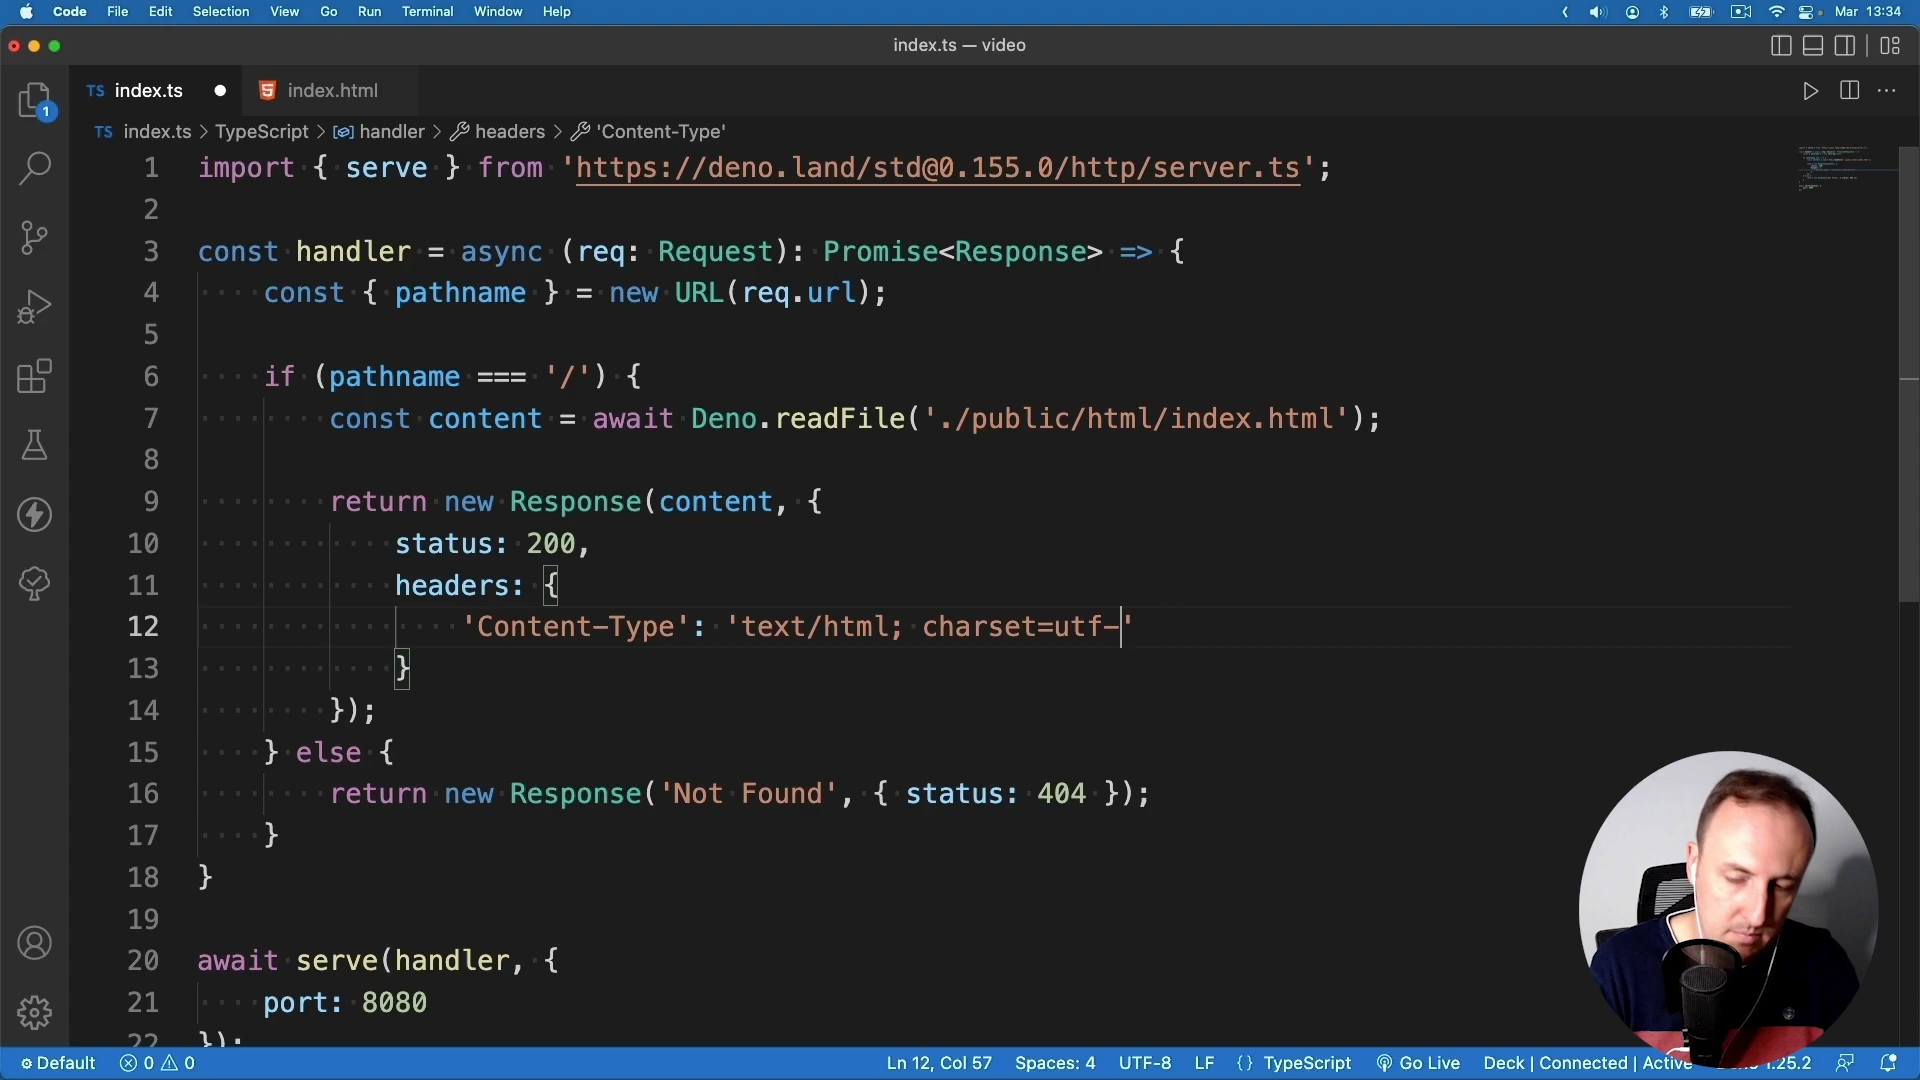 Code File Edit Selection View Go Run Terminal Window Help Mar 13:34
index.ts — video
TS index.ts index.html
1
TS index.ts > TypeScript > handler > headers > 'Content-Type'
1 import { serve } from 'https://deno.land/std@0.155.0/http/server.ts';
2
3 const handler = async (req: Request): Promise<Response> => {
4 const { pathname } = new URL(req.url);
5
6 if (pathname === '/') {
7 const content = await Deno.readFile('./public/html/index.html');
8
9 return new Response(content, {
10 status: 200,
11 headers: {
12 'Content-Type': 'text/html; charset=utf-'
13 }
14 });
15 } else {
16 return new Response('Not Found', { status: 404 });
17 }
18 }
19
20 await serve(handler, {
21 port: 8080
22 });
Default 0 0 Ln 12, Col 57 Spaces: 4 UTF-8 LF {} TypeScript Go Live Deck | Connected | Active 1.25.2